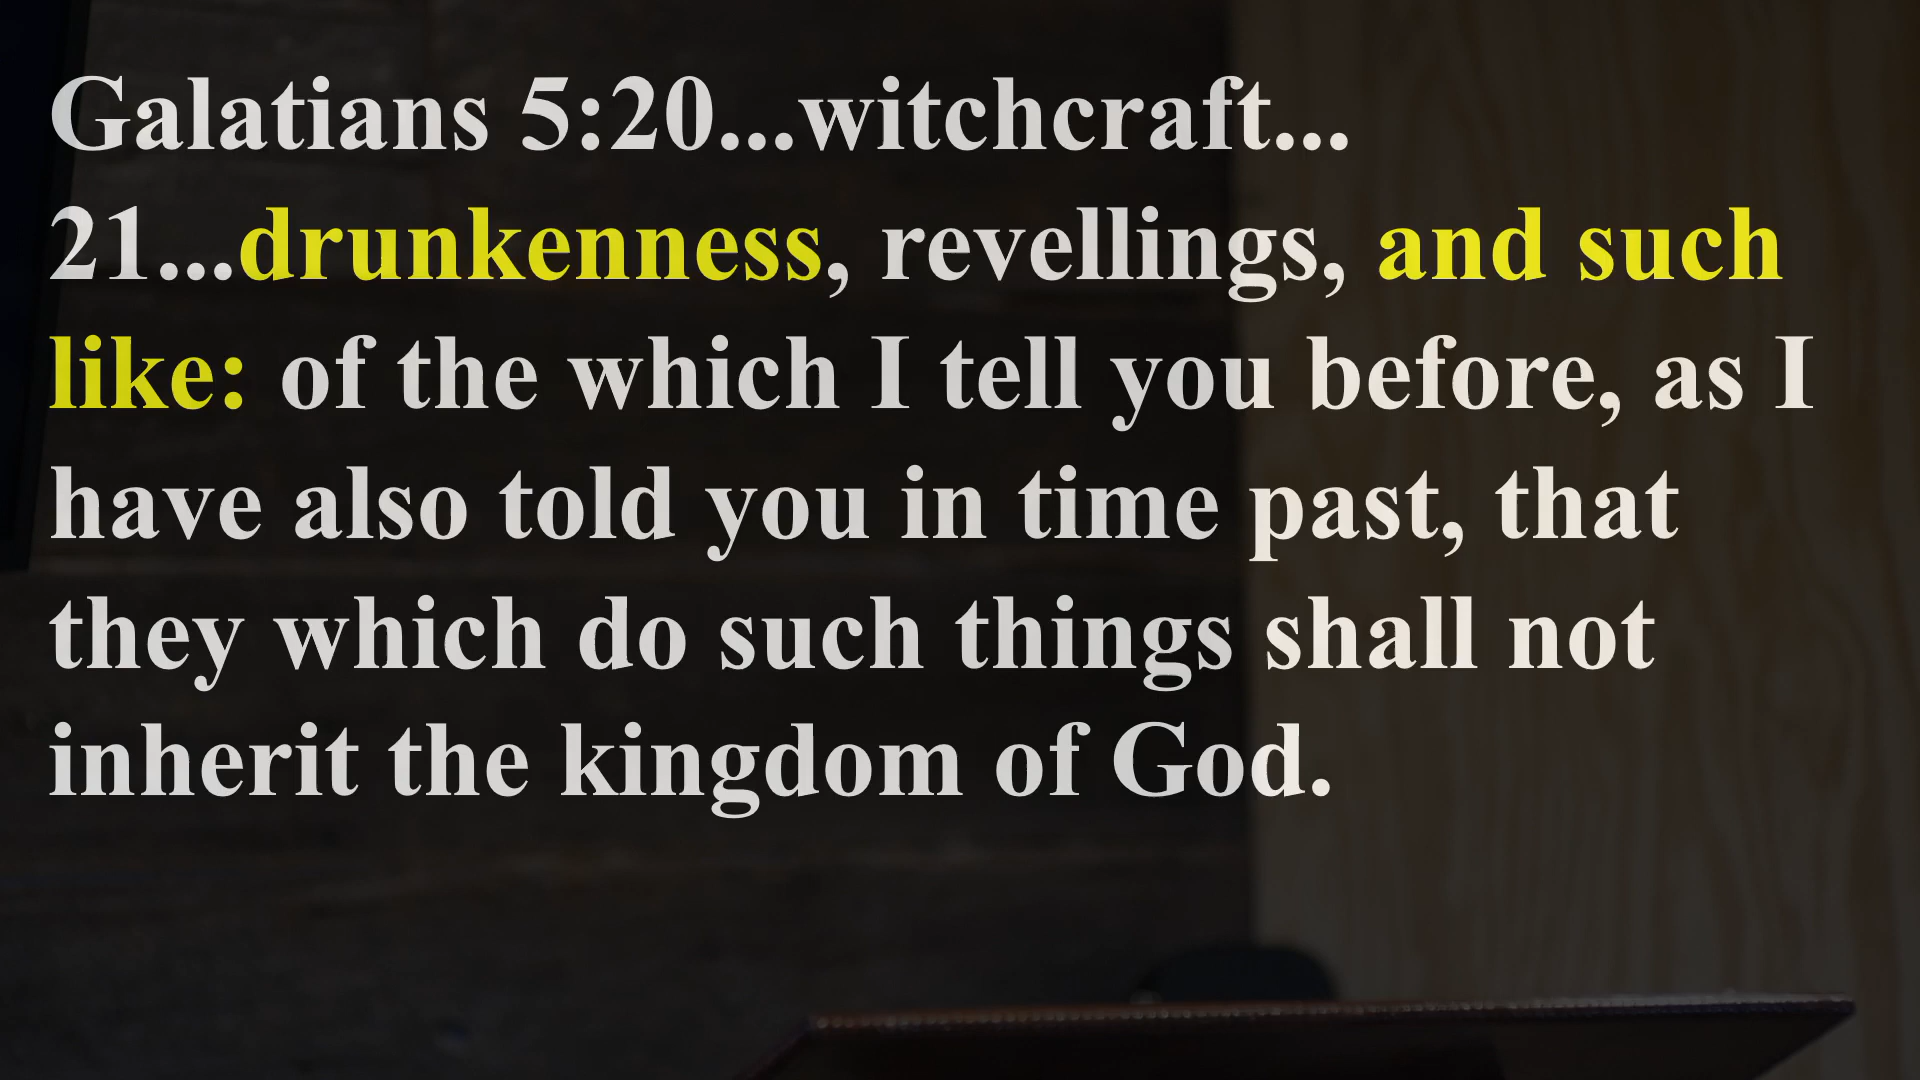 Galatians 5:20...witchcraft...
21...drunkenness, revellings, and such
like: of the which I tell you before, as I
have also told you in time past, that
they which do such things shall not
inherit the kingdom of God.